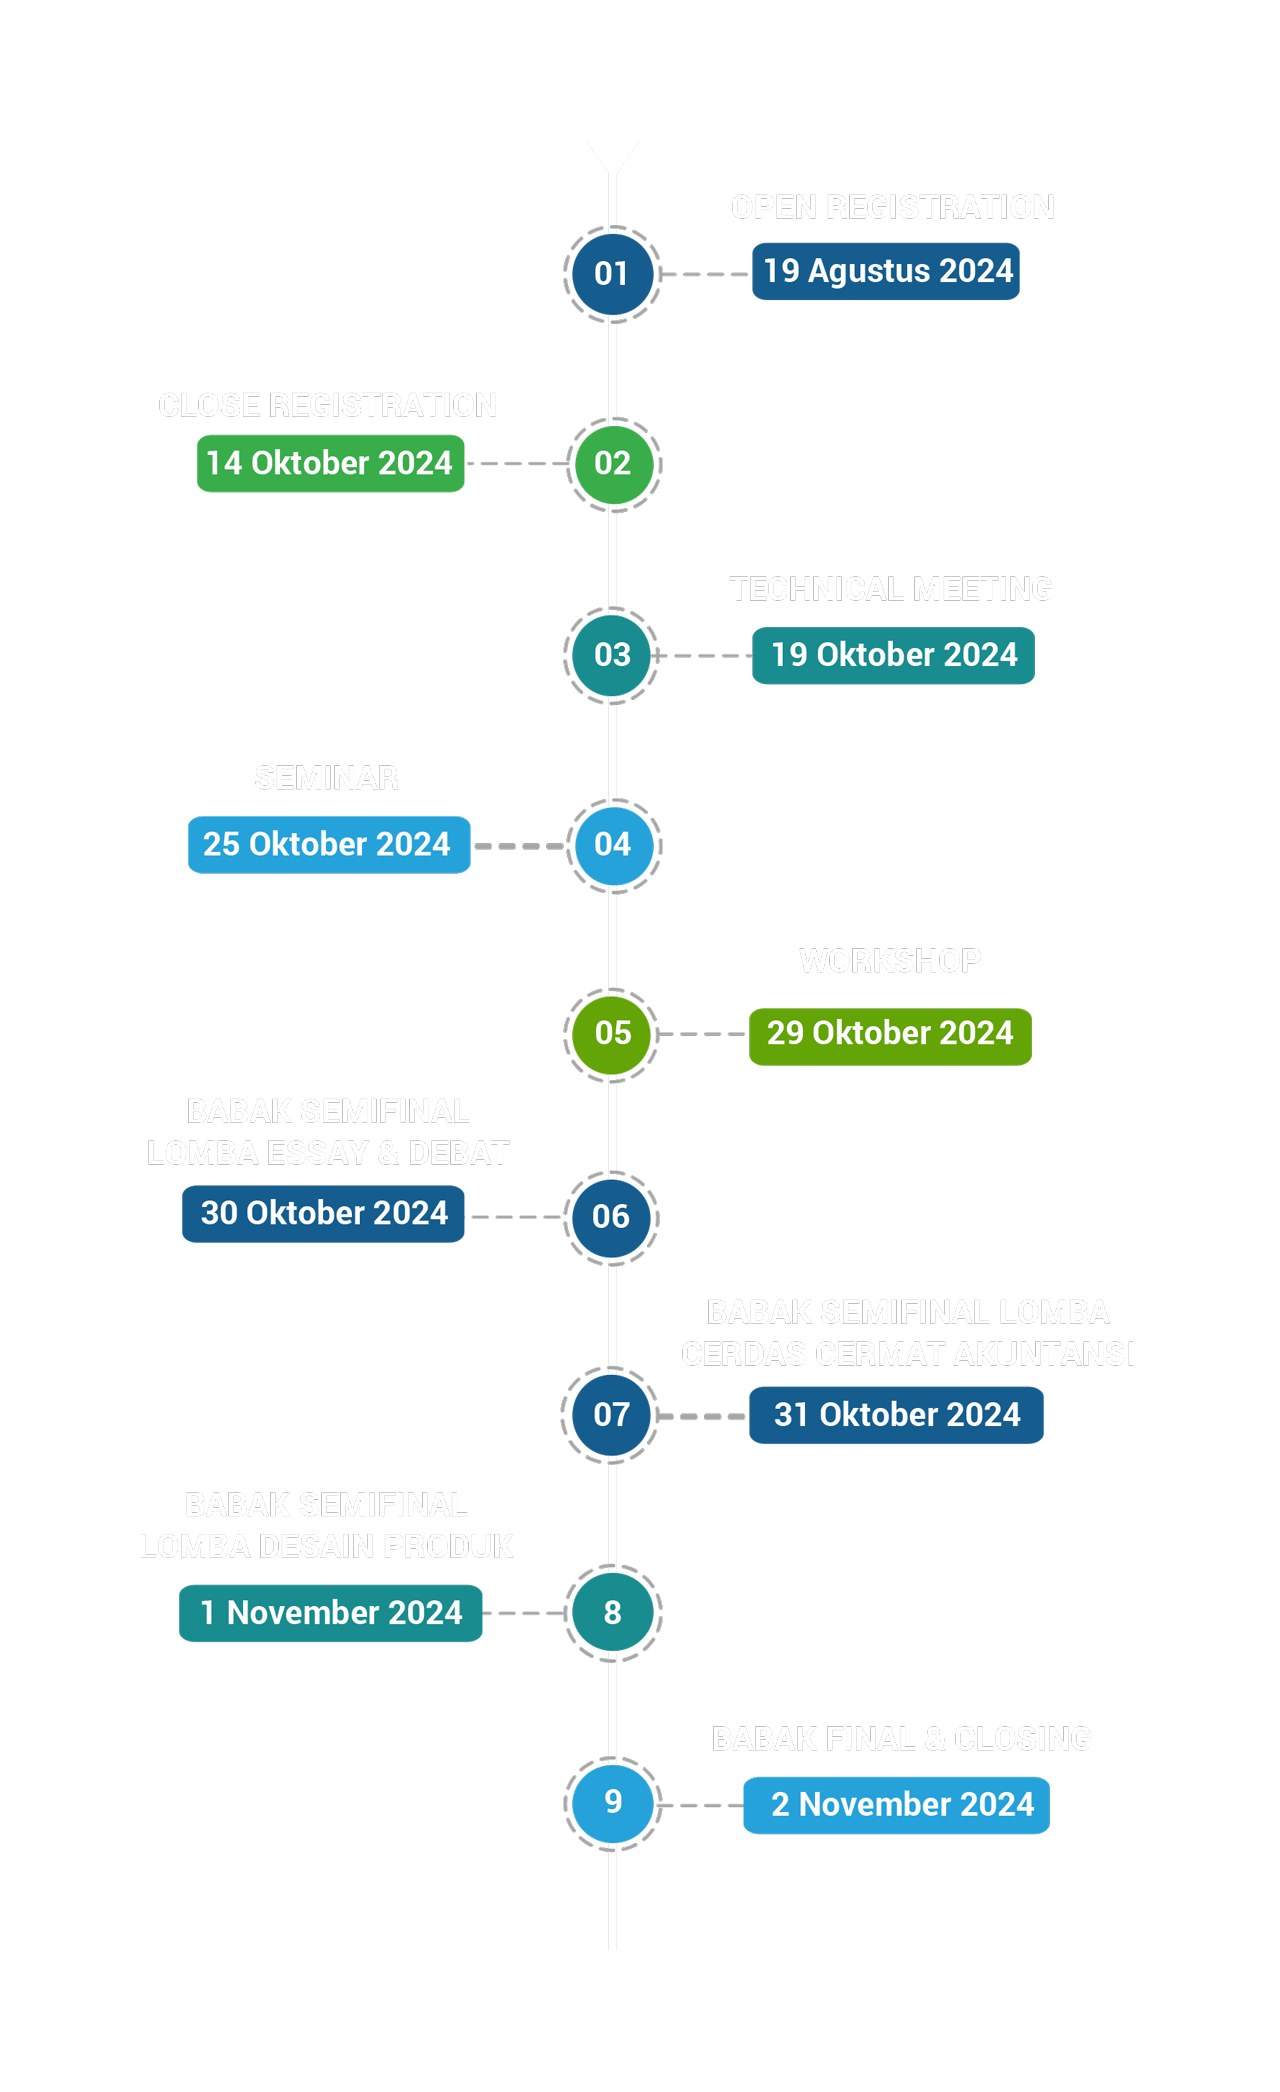 OPEN REGISTRATION
01
19 Agustus 2024
CLOSE REGISTRATION
14 Oktober 2024
02
TECHNICAL MEETING
03
19 Oktober 2024
SEMINAR
25 Oktober 2024
04
WORKSHOP
05
29 Oktober 2024
BABAK SEMIFINAL
LOMBA ESSAY & DEBAT
30 Oktober 2024
06
BABAK SEMIFINAL LOMBA
CERDAS CERMAT AKUNTANSI
07
31 Oktober 2024
BABAK SEMIFINAL
LOMBA DESAIN PRODUK
1 November 2024
8
BABAK FINAL & CLOSING
9
2 November 2024